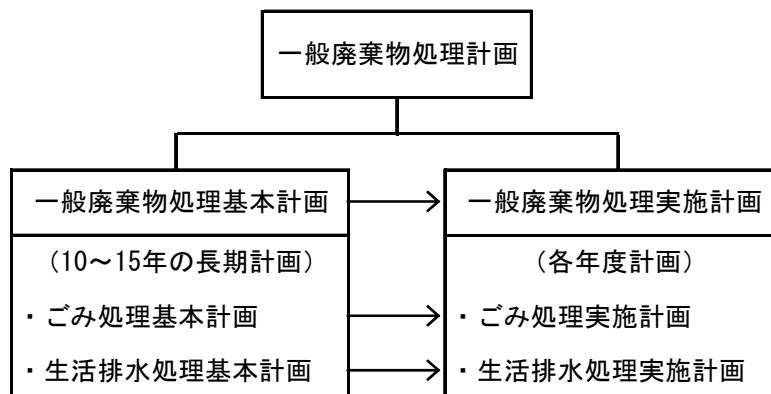 一般廃棄物処理計画
一般廃棄物処理基本計画
(10～15年の長期計画)
・ごみ処理基本計画
・生活排水処理基本計画
一般廃棄物処理実施計画
(各年度計画)
・ごみ処理実施計画
・生活排水処理実施計画